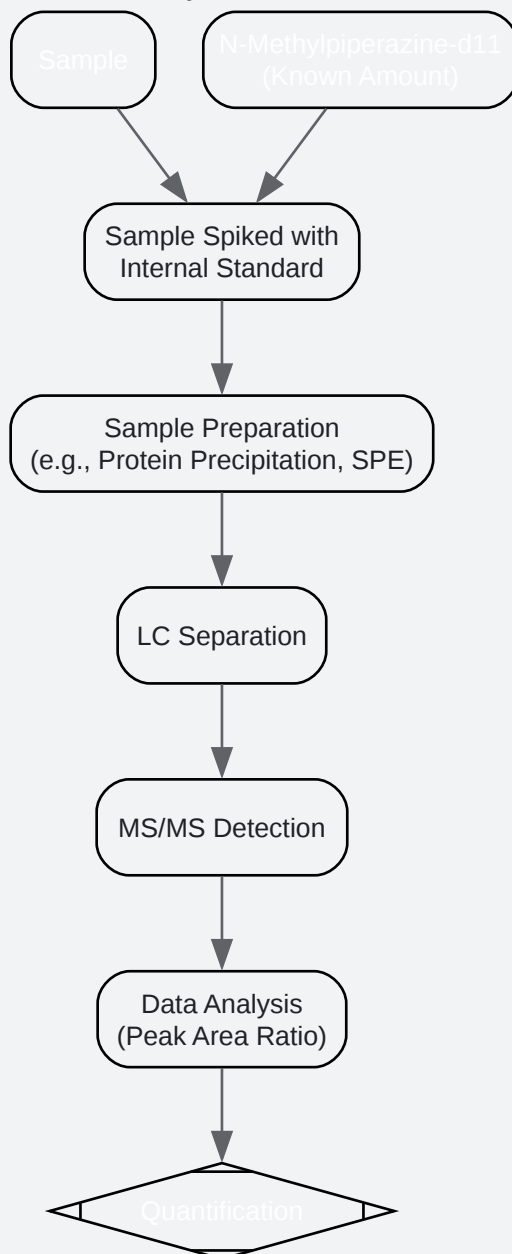 Sample
N-Methylpiperazine-d11
(Known Amount)
Sample Spiked with
Internal Standard
Sample Preparation
(e.g., Protein Precipitation, SPE)
LC Separation
MS/MS Detection
Data Analysis
(Peak Area Ratio)
Quantification